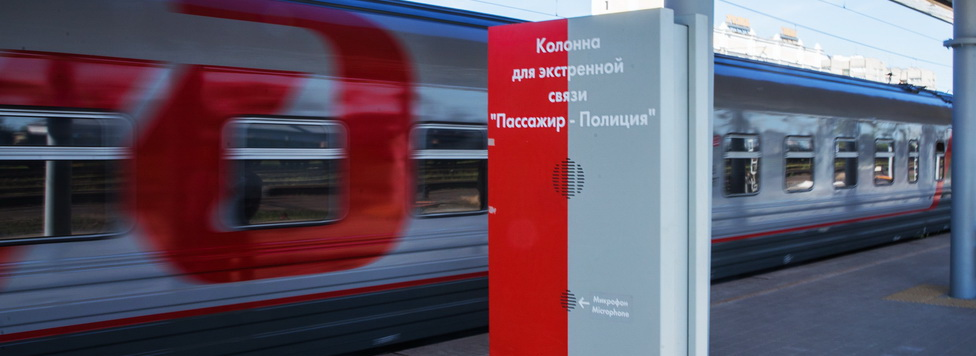 Колонна
для экстренной
связи
"Пассажир - Полиция"
Микрофон
Microphone